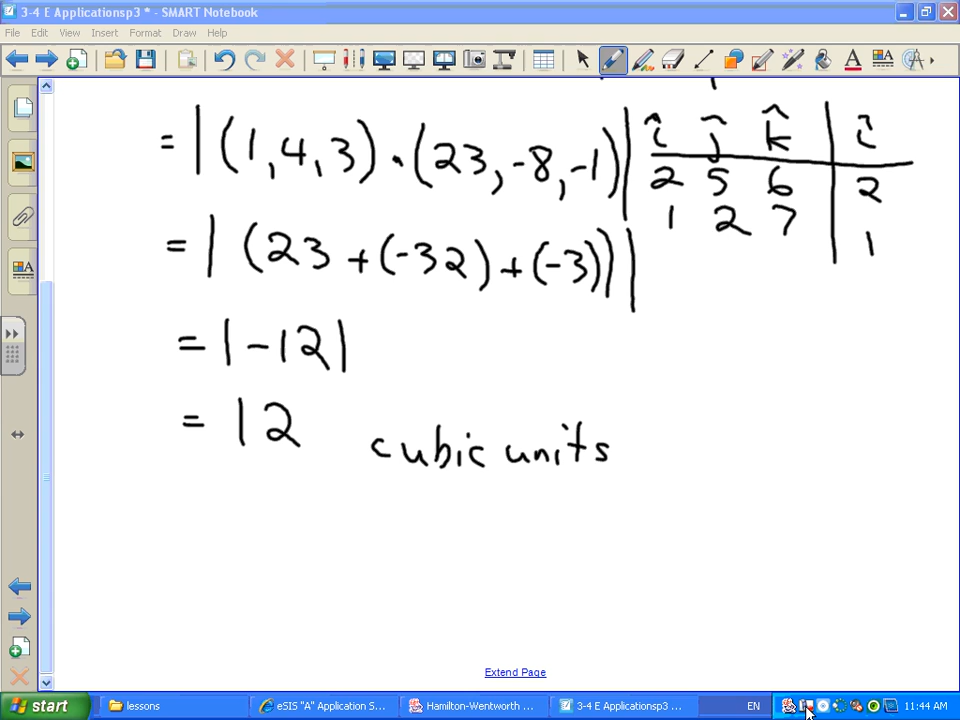 3-4 E Applicationsp3 * - SMART Notebook
File Edit View Insert Format Draw Help
= |(1,4,3) · (23,-8,-1)|
î ĵ k̂ | î
2 5 6 | 2
1 2 7 | 1
= |(23 + (-32) + (-3))|
= |-12|
= 12 cubic units
Extend Page
start lessons eSIS "A" Application S... Hamilton-Wentworth ... 3-4 E Applicationsp3 ... EN 11:44 AM